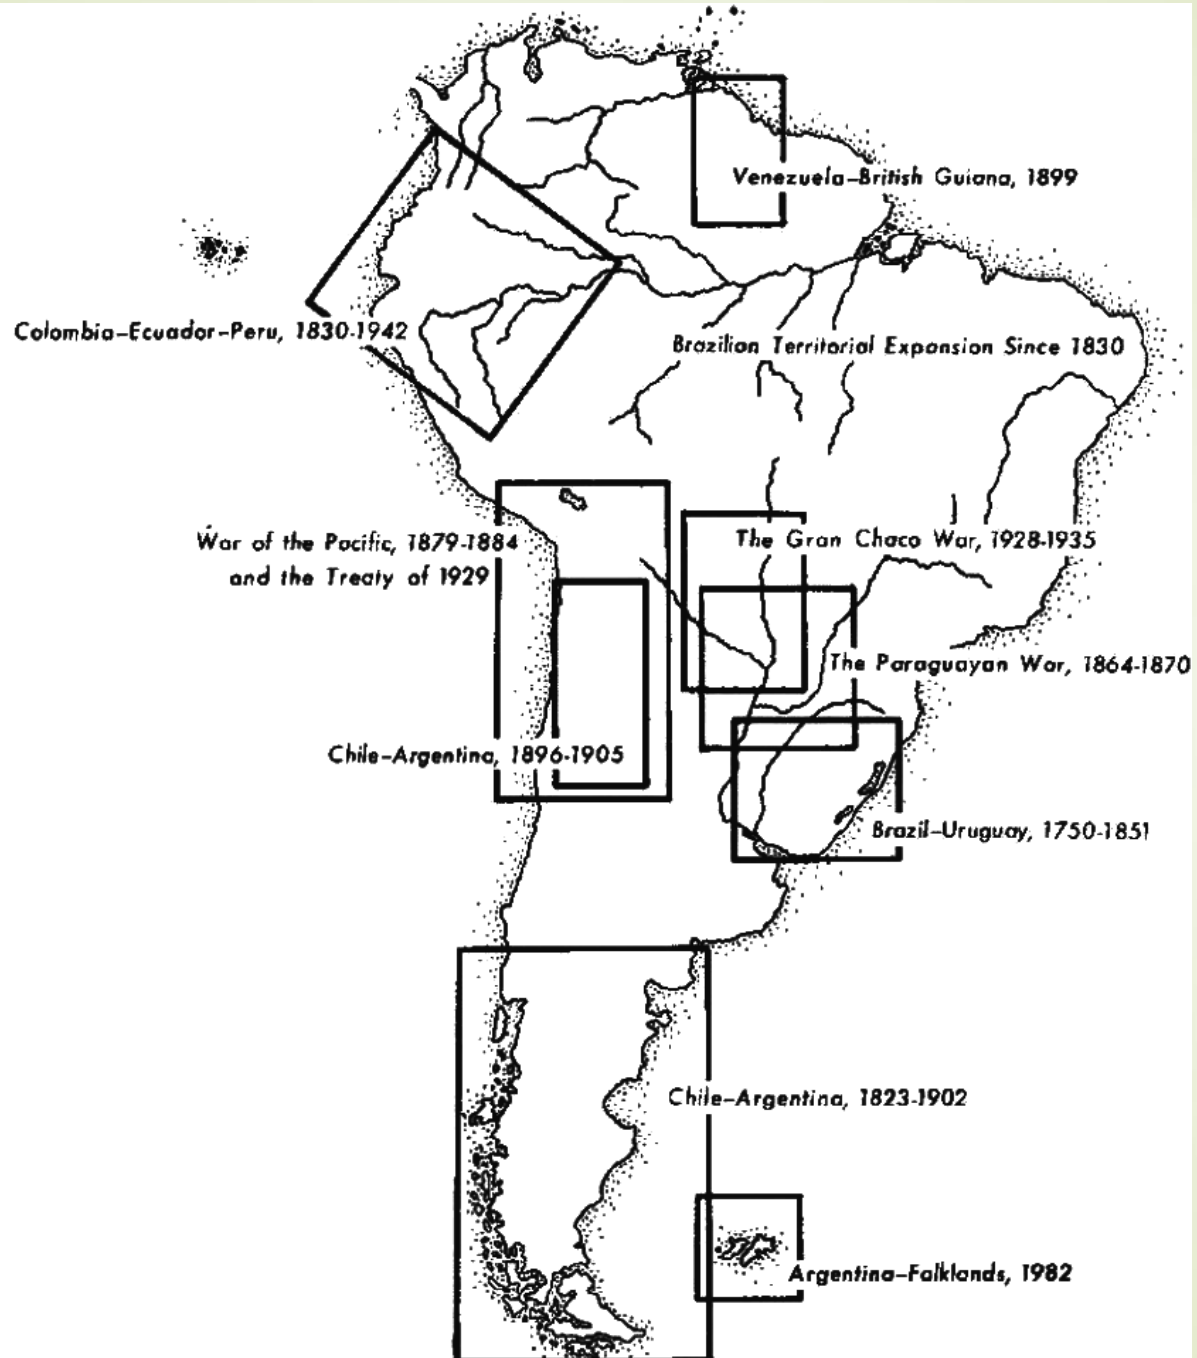 Venezuela–British Guiana, 1899
Colombia–Ecuador–Peru, 1830-1942
Brazilian Territorial Expansion Since 1830
War of the Pacific, 1879-1884
and the Treaty of 1929
The Gran Chaco War, 1928-1935
The Paraguayan War, 1864-1870
Chile–Argentina, 1896-1905
Brazil–Uruguay, 1750-1851
Chile–Argentina, 1823-1902
Argentina–Falklands, 1982